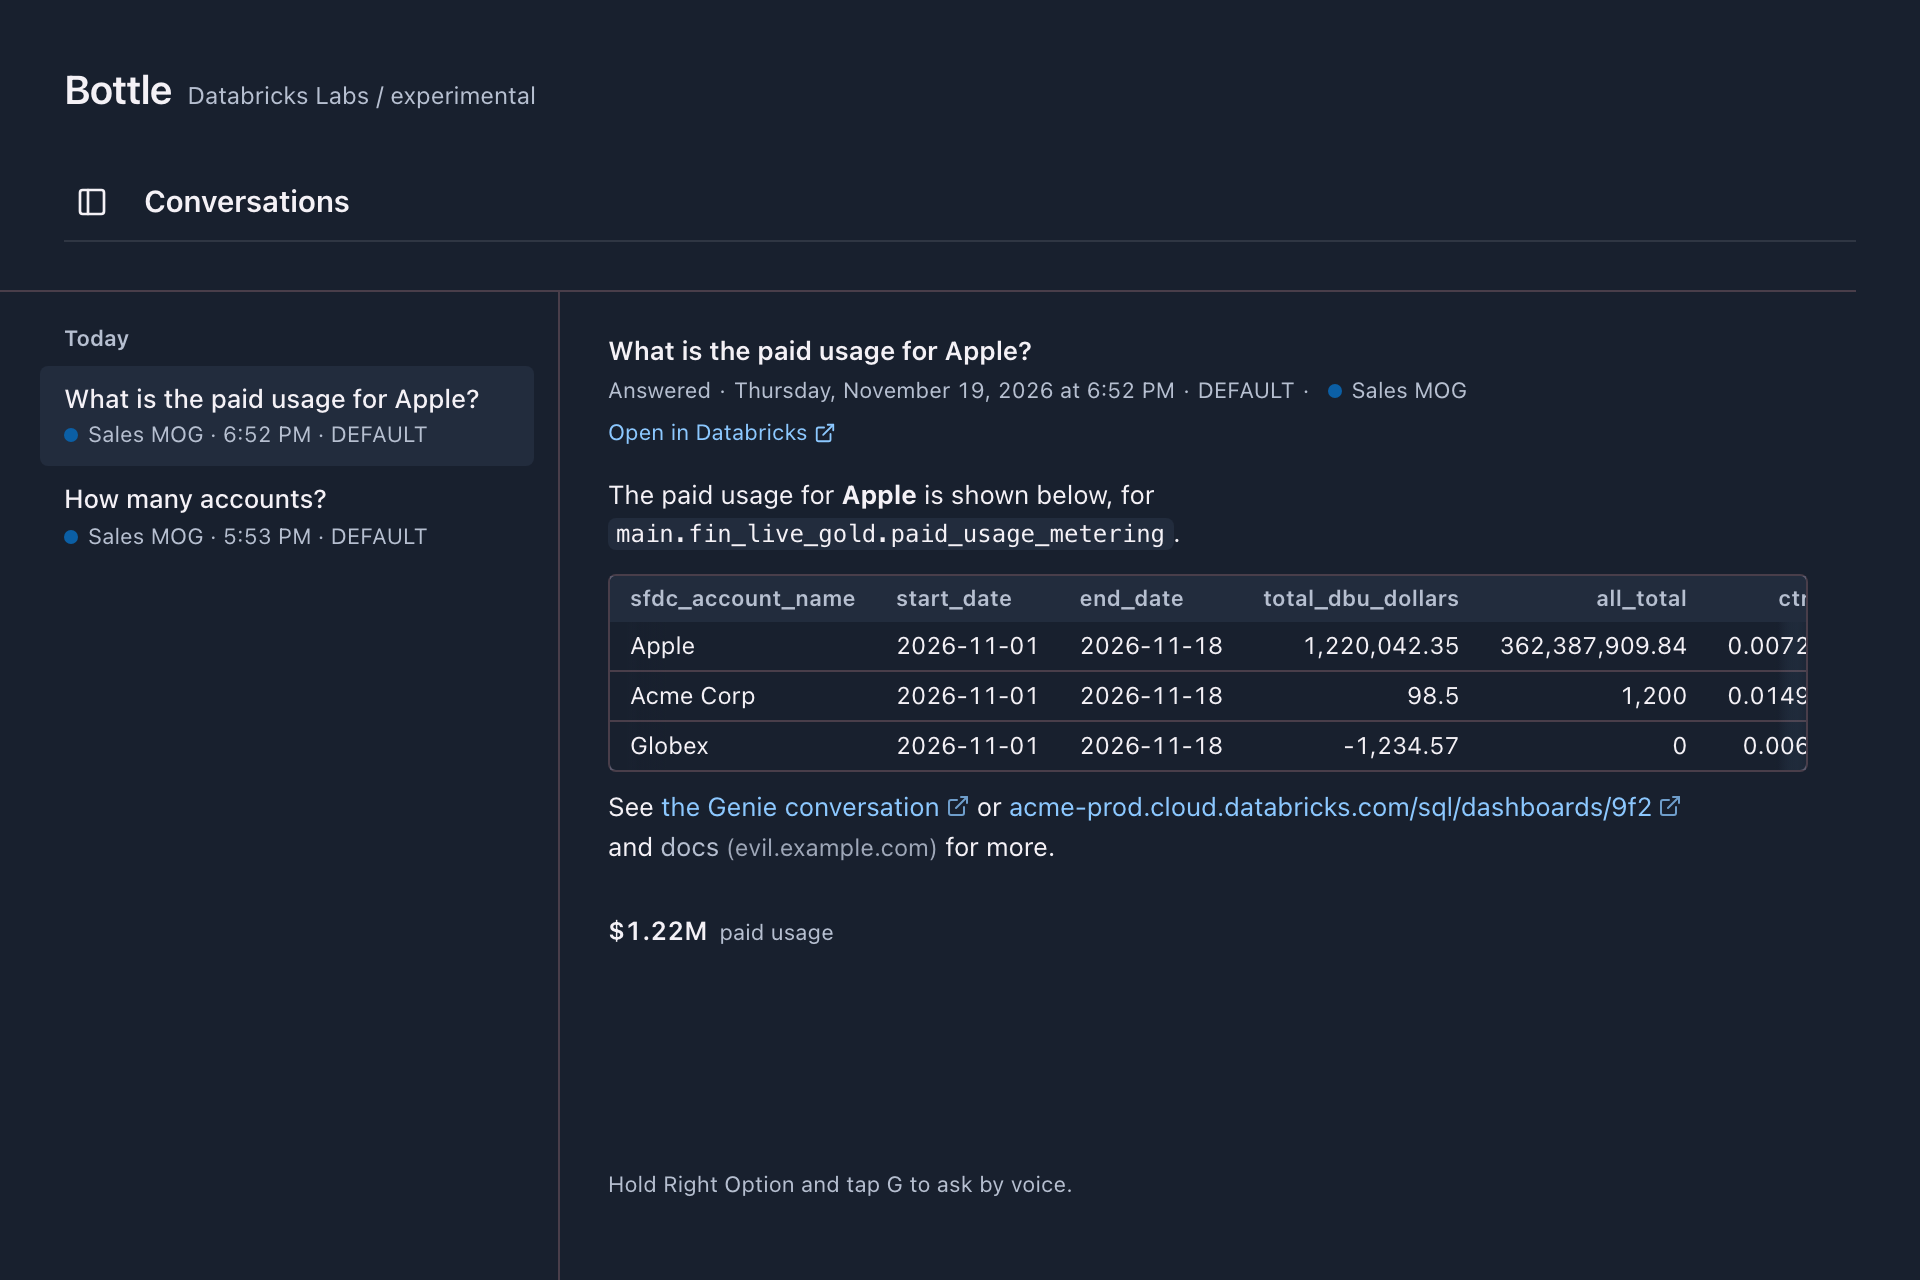 Bottle Databricks Labs / experimental
Conversations
Today
What is the paid usage for Apple?
Sales MOG · 6:52 PM · DEFAULT
How many accounts?
Sales MOG · 5:53 PM · DEFAULT
What is the paid usage for Apple?
Answered · Thursday, November 19, 2026 at 6:52 PM · DEFAULT · Sales MOG
Open in Databricks
The paid usage for Apple is shown below, for
main.fin_live_gold.paid_usage_metering.
sfdc_account_name start_date end_date total_dbu_dollars all_total ctr
Apple 2026-11-01 2026-11-18 1,220,042.35 362,387,909.84 0.0072
Acme Corp 2026-11-01 2026-11-18 98.5 1,200 0.0149
Globex 2026-11-01 2026-11-18 -1,234.57 0 0.006
See the Genie conversation or acme-prod.cloud.databricks.com/sql/dashboards/9f2
and docs (evil.example.com) for more.
$1.22M paid usage
Hold Right Option and tap G to ask by voice.